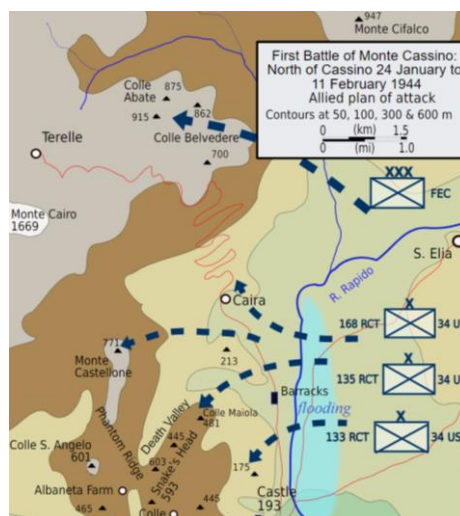 947
Monte Cifalco
First Battle of Monte Cassino:
North of Cassino 24 January to
11 February 1944
Allied plan of attack
Contours at 50, 100, 300 & 600 m
0 (km) 1.5
0 (mi) 1.0
Colle
Abate
875
862
915
Colle Belvedere
700
Terelle
Monte Cairo
1669
XXX
FEC
S. Elia
R. Rapido
Caira
X
168 RCT
34 U
771
Monte
Castellone
213
X
135 RCT
34 U
Barracks
flooding
X
133 RCT
34 US
Phantom Ridge
Death Valley
Colle Maiola
481
445
Snake's Head
593
603
175
Colle S. Angelo
601
Albaneta Farm
465
445
Castle
193
Colle